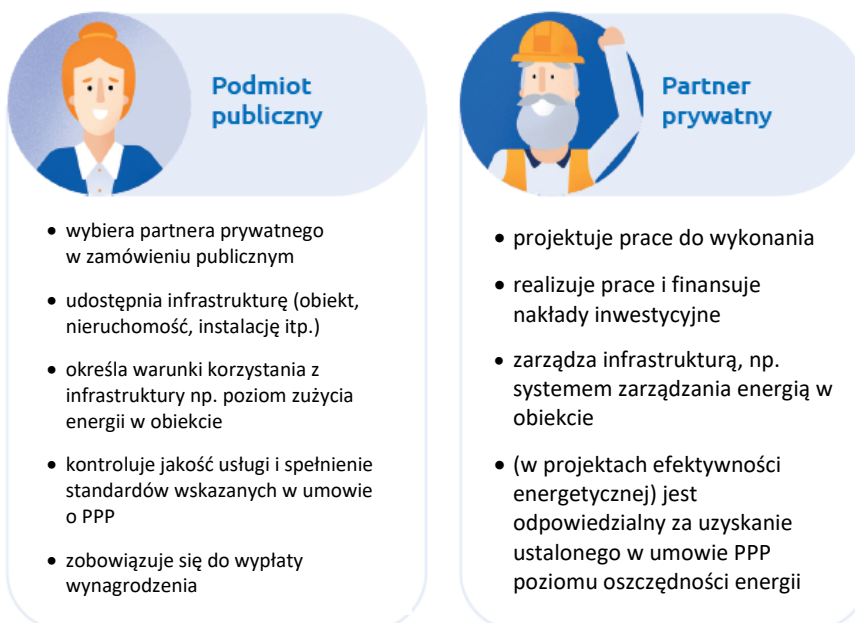 Podmiot
publiczny
• wybiera partnera prywatnego
w zamówieniu publicznym
• udostępnia infrastrukturę (obiekt,
nieruchomość, instalację itp.)
• określa warunki korzystania z
infrastruktury np. poziom zużycia
energii w obiekcie
• kontroluje jakość usługi i spełnienie
standardów wskazanych w umowie
o PPP
• zobowiązuje się do wypłaty
wynagrodzenia
Partner
prywatny
• projektuje prace do wykonania
• realizuje prace i finansuje
nakłady inwestycyjne
• zarządza infrastrukturą, np.
systemem zarządzania energią w
obiekcie
• (w projektach efektywności
energetycznej) jest
odpowiedzialny za uzyskanie
ustalonego w umowie PPP
poziomu oszczędności energii